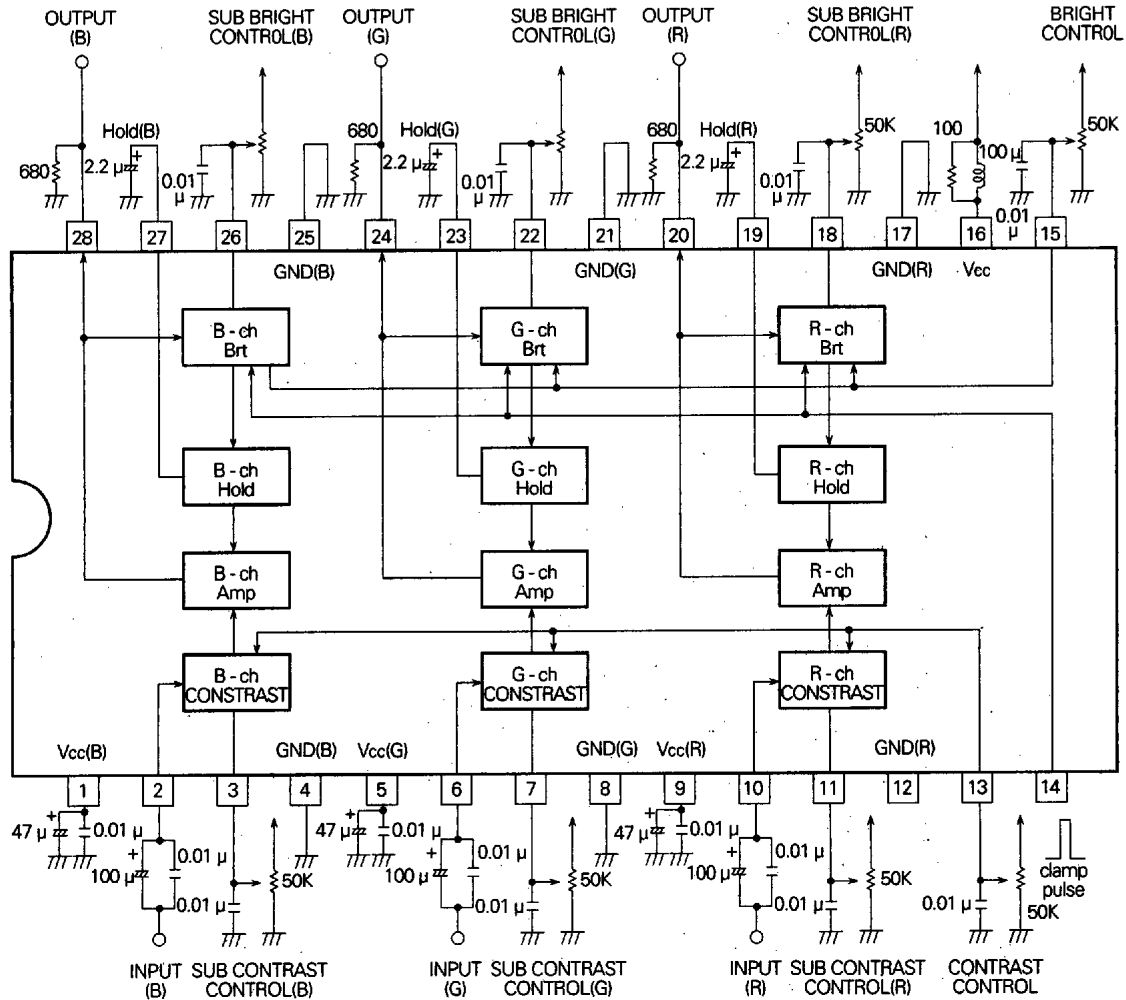 OUTPUT
(B)
SUB BRIGHT
CONTROL(B)
OUTPUT
(G)
SUB BRIGHT
CONTROL(G)
OUTPUT
(R)
SUB BRIGHT
CONTROL(R)
BRIGHT
CONTROL
680
Hold(B)
2.2 μ
+
0.01
μ
680
Hold(G)
2.2 μ
+
0.01
μ
680
Hold(R)
2.2 μ
+
0.01
μ
50K
100
100 μ
0.01
μ
50K
28
27
26
25
24
23
22
21
20
19
18
17
16
15
GND(B)
GND(G)
GND(R)
Vcc
B - ch
Brt
G - ch
Brt
R - ch
Brt
B - ch
Hold
G - ch
Hold
R - ch
Hold
B - ch
Amp
G - ch
Amp
R - ch
Amp
B - ch
CONSTRAST
G - ch
CONSTRAST
R - ch
CONSTRAST
Vcc(B)
GND(B)
Vcc(G)
GND(G)
Vcc(R)
GND(R)
1
2
3
4
5
6
7
8
9
10
11
12
13
14
+
47 μ
0.01 μ
+
100 μ
0.01 μ
0.01 μ
50K
+
47 μ
0.01 μ
+
100 μ
0.01 μ
0.01 μ
50K
+
47 μ
0.01 μ
+
100 μ
0.01 μ
0.01 μ
50K
0.01 μ
50K
clamp
pulse
INPUT
(B)
SUB CONTRAST
CONTROL(B)
INPUT
(G)
SUB CONTRAST
CONTROL(G)
INPUT
(R)
SUB CONTRAST
CONTROL(R)
CONTRAST
CONTROL